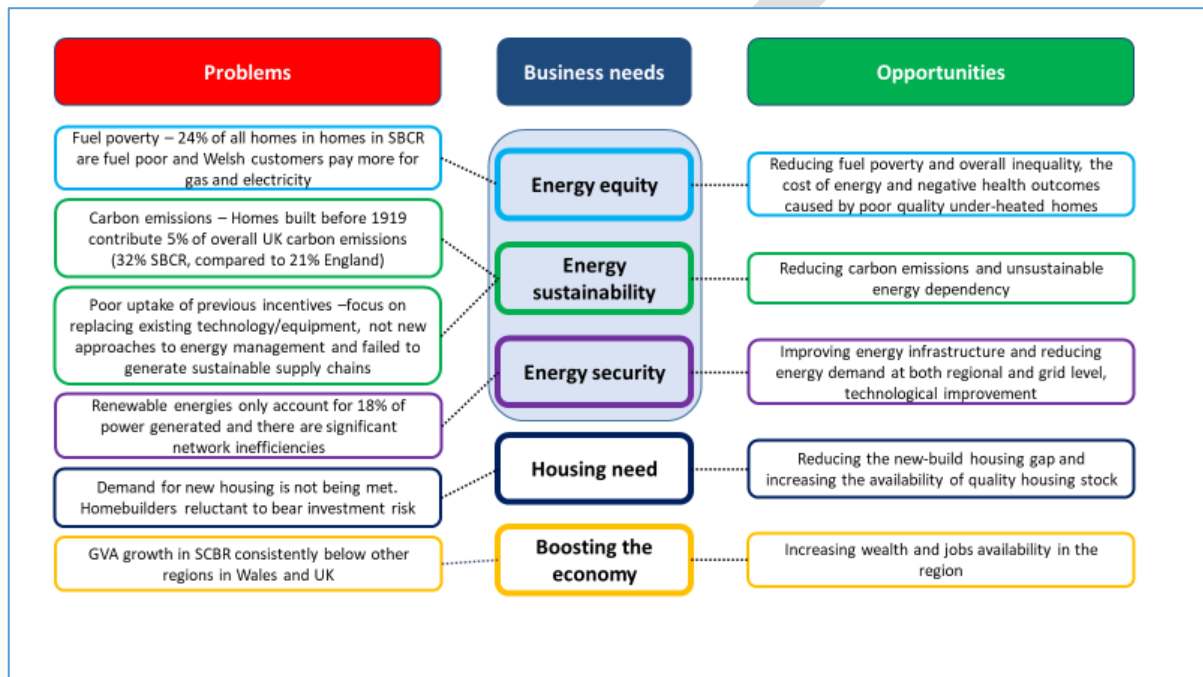 Problems
Business needs
Opportunities
Fuel poverty – 24% of all homes in homes in SBCR
are fuel poor and Welsh customers pay more for
gas and electricity
Energy equity
Reducing fuel poverty and overall inequality, the
cost of energy and negative health outcomes
caused by poor quality under-heated homes
Carbon emissions – Homes built before 1919
contribute 5% of overall UK carbon emissions
(32% SBCR, compared to 21% England)
Energy
sustainability
Reducing carbon emissions and unsustainable
energy dependency
Poor uptake of previous incentives –focus on
replacing existing technology/equipment, not new
approaches to energy management and failed to
generate sustainable supply chains
Energy security
Improving energy infrastructure and reducing
energy demand at both regional and grid level,
technological improvement
Renewable energies only account for 18% of
power generated and there are significant
network inefficiencies
Housing need
Reducing the new-build housing gap and
increasing the availability of quality housing stock
Demand for new housing is not being met.
Homebuilders reluctant to bear investment risk
GVA growth in SCBR consistently below other
regions in Wales and UK
Boosting the
economy
Increasing wealth and jobs availability in the
region